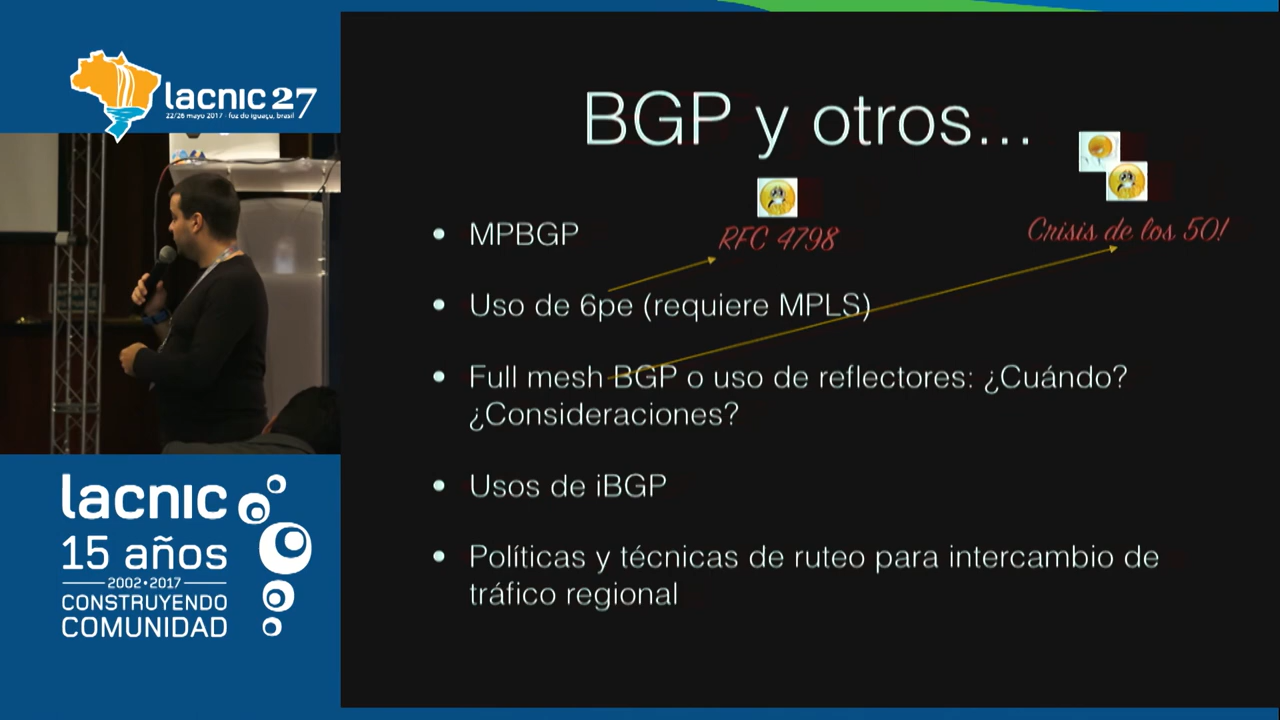 lacnic 27
22/26 mayo 2017 - foz do iguaçu, brasil
lacnic
15 años
2002•2017
CONSTRUYENDO
COMUNIDAD
BGP y otros...
RFC 4798
Crisis de los 50!
• MPBGP
• Uso de 6pe (requiere MPLS)
• Full mesh BGP o uso de reflectores: ¿Cuándo?
¿Consideraciones?
• Usos de iBGP
• Políticas y técnicas de ruteo para intercambio de
tráfico regional